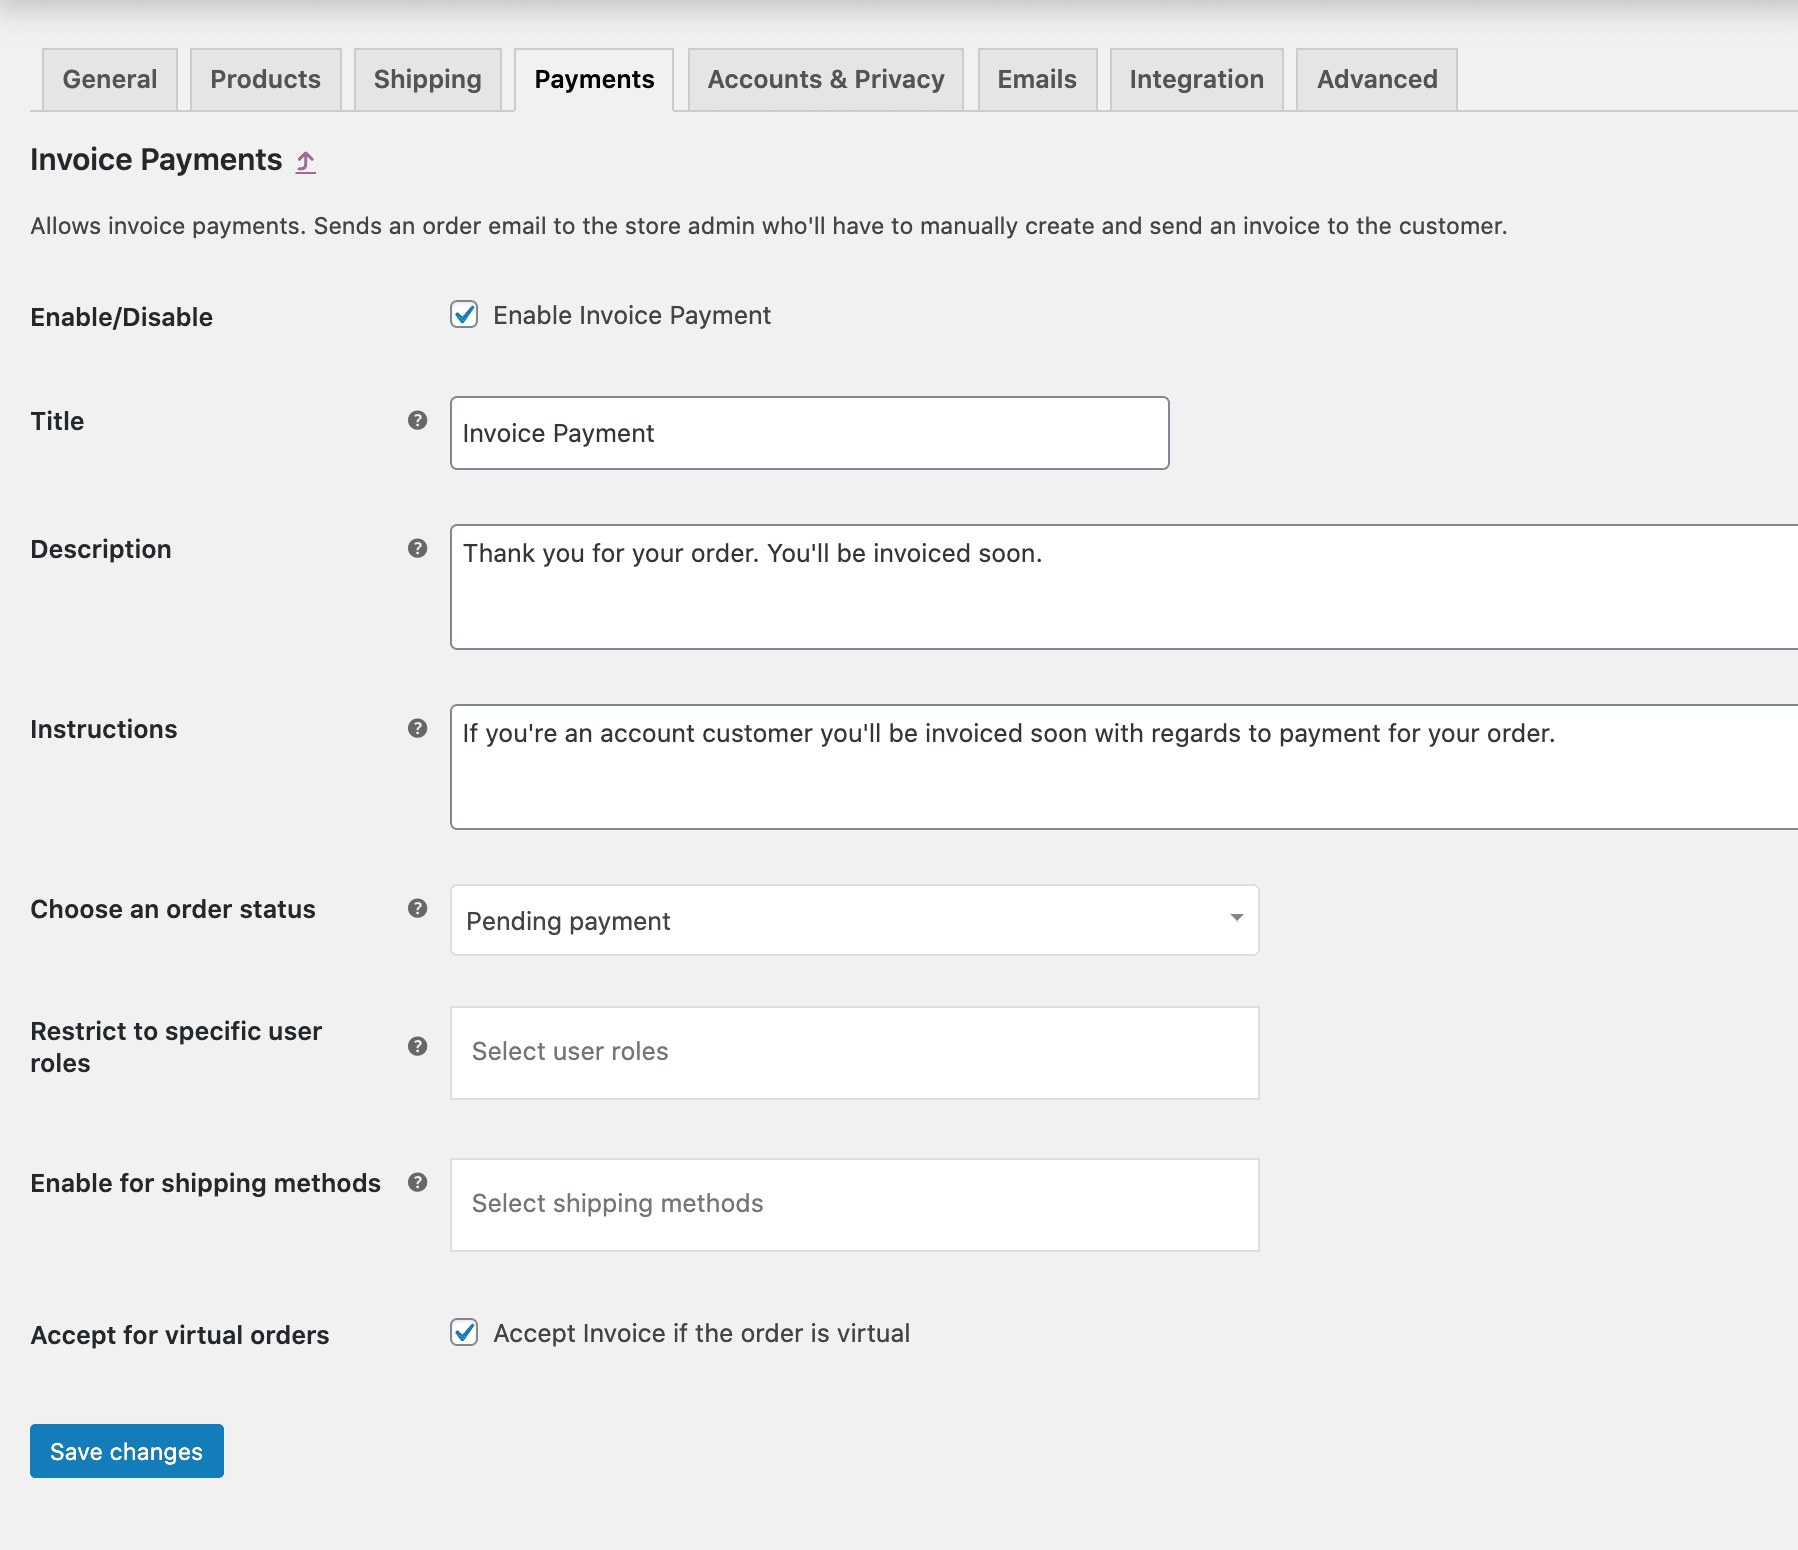 General Products Shipping Payments Accounts & Privacy Emails Integration Advanced
Invoice Payments
Allows invoice payments. Sends an order email to the store admin who'll have to manually create and send an invoice to the customer.
Enable/Disable Enable Invoice Payment
Title Invoice Payment
Description Thank you for your order. You'll be invoiced soon.
Instructions If you're an account customer you'll be invoiced soon with regards to payment for your order.
Choose an order status Pending payment
Restrict to specific user
roles
Select user roles
Enable for shipping methods Select shipping methods
Accept for virtual orders Accept Invoice if the order is virtual
Save changes